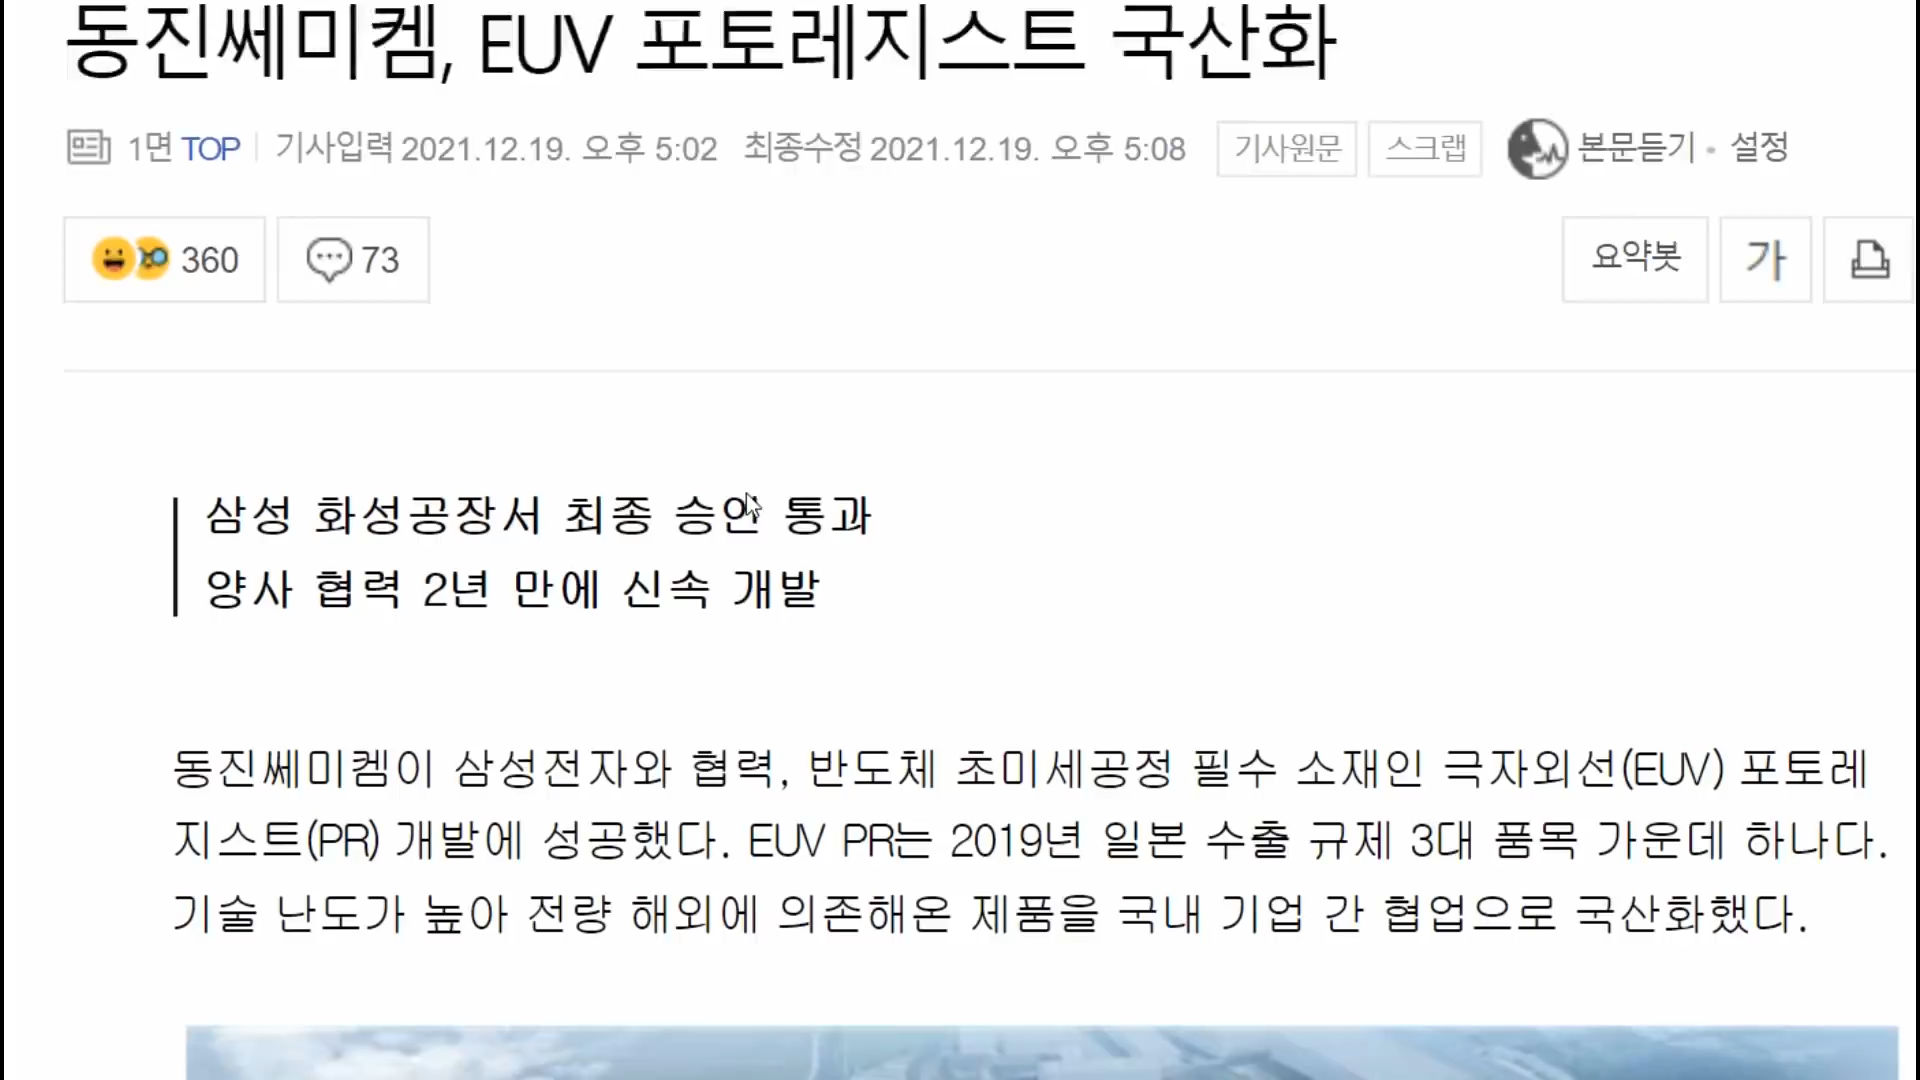 동진쎄미켐, EUV 포토레지스트 국산화
1면 TOP 기사입력 2021.12.19. 오후 5:02 최종수정 2021.12.19. 오후 5:08 기사원문 스크랩 본문듣기 · 설정
360 73 요약봇 가
삼성 화성공장서 최종 승인 통과
양사 협력 2년 만에 신속 개발
동진쎄미켐이 삼성전자와 협력, 반도체 초미세공정 필수 소재인 극자외선(EUV) 포토레
지스트(PR) 개발에 성공했다. EUV PR는 2019년 일본 수출 규제 3대 품목 가운데 하나다.
기술 난도가 높아 전량 해외에 의존해온 제품을 국내 기업 간 협업으로 국산화했다.